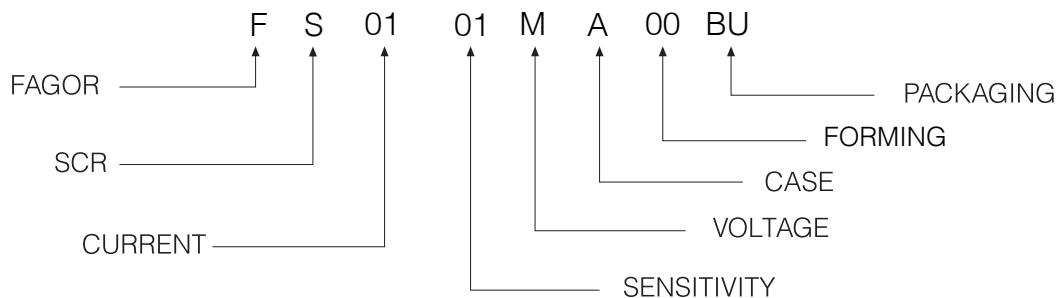 F S 01 01 M A 00 BU
FAGOR
PACKAGING
FORMING
SCR
CASE
VOLTAGE
CURRENT
SENSITIVITY